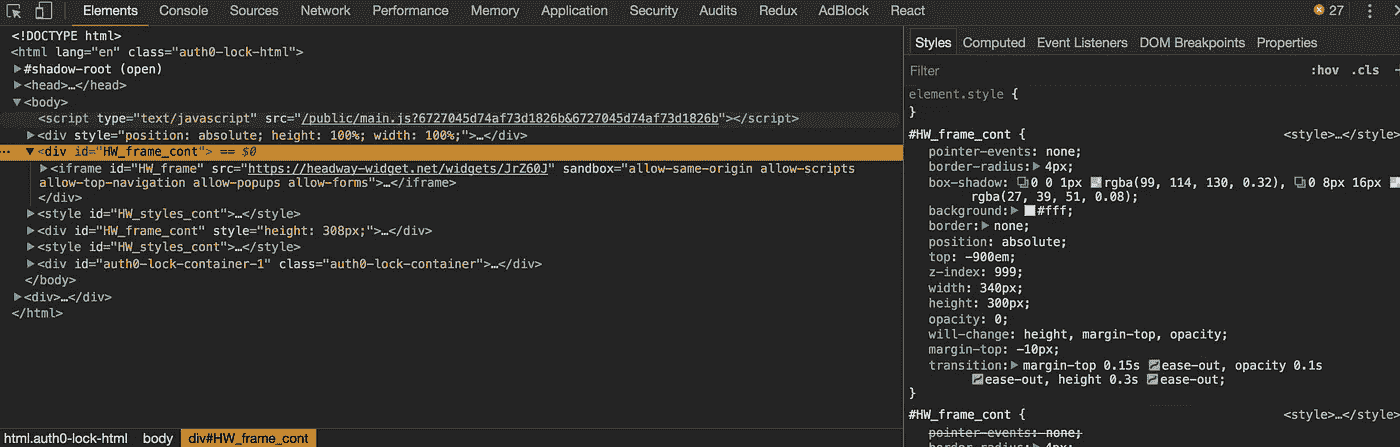 Elements Console Sources Network Performance Memory Application Security Audits Redux AdBlock React 27
<!DOCTYPE html>
<html lang="en" class="auth0-lock-html">
#shadow-root (open)
<head>…</head>
<body>
<script type="text/javascript" src="/public/main.js?6727045d74af73d1826b&6727045d74af73d1826b"></script>
<div style="position: absolute; height: 100%; width: 100%;">…</div>
<div id="HW_frame_cont"> == $0
<iframe id="HW_frame" src="https://headway-widget.net/widgets/JrZ60J" sandbox="allow-same-origin allow-scripts
allow-top-navigation allow-popups allow-forms">…</iframe>
</div>
<style id="HW_styles_cont">…</style>
<div id="HW_frame_cont" style="height: 308px;">…</div>
<style id="HW_styles_cont">…</style>
<div id="auth0-lock-container-1" class="auth0-lock-container">…</div>
</body>
<div>…</div>
</html>
html.auth0-lock-html body div#HW_frame_cont
Styles Computed Event Listeners DOM Breakpoints Properties
Filter :hov .cls
element.style {
}
#HW_frame_cont { <style>…</style>
pointer-events: none;
border-radius: 4px;
box-shadow: 0 0 1px rgba(99, 114, 130, 0.32), 0 8px 16px
rgba(27, 39, 51, 0.08);
background: #fff;
border: none;
position: absolute;
top: -900em;
z-index: 999;
width: 340px;
height: 300px;
opacity: 0;
will-change: height, margin-top, opacity;
margin-top: -10px;
transition: margin-top 0.15s ease-out, opacity 0.1s
ease-out, height 0.3s ease-out;
}
#HW_frame_cont { <style>…</style>
pointer-events: none;
border-radius: 4px;